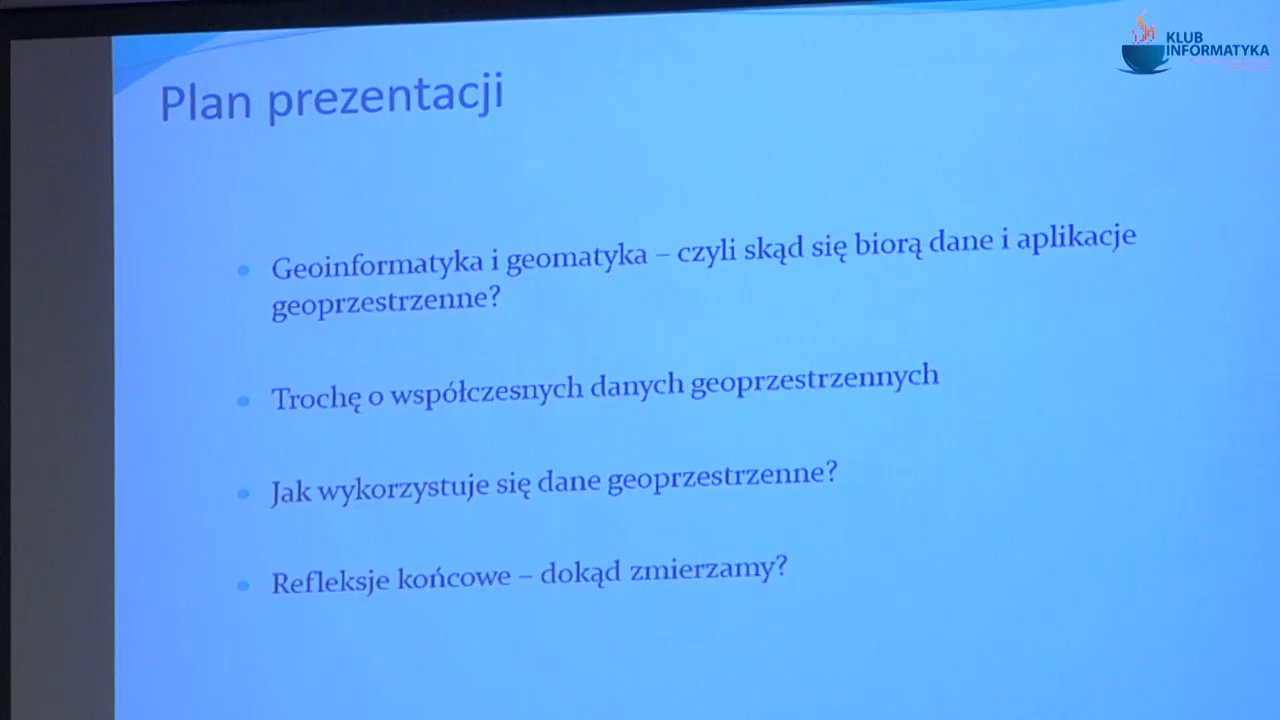 KLUB
INFORMATYKA
Plan prezentacji
Geoinformatyka i geomatyka – czyli skąd się biorą dane i aplikacje
geoprzestrzenne?
Trochę o współczesnych danych geoprzestrzennych
Jak wykorzystuje się dane geoprzestrzenne?
Refleksje końcowe – dokąd zmierzamy?